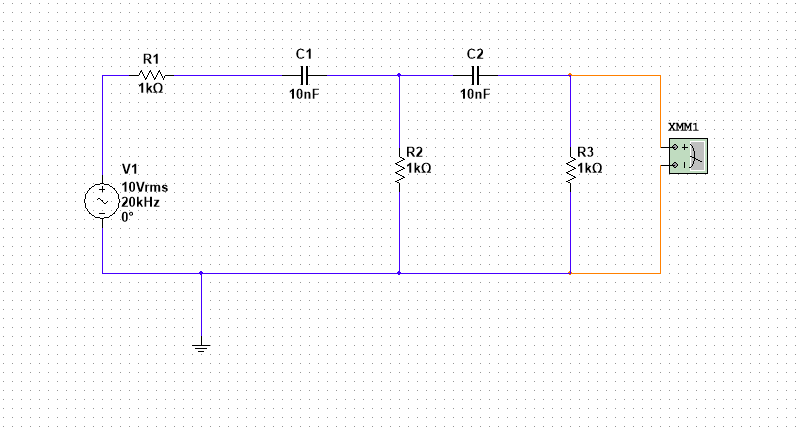 R1
1kΩ
C1
10nF
C2
10nF
XMM1
V1
10Vrms
20kHz
0°
R2
1kΩ
R3
1kΩ